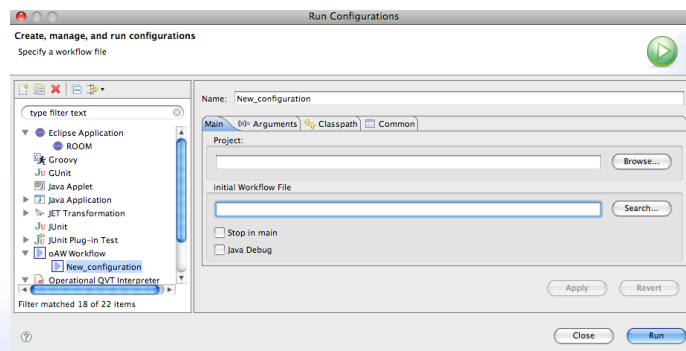 Run Configurations
Create, manage, and run configurations
Specify a workflow file
type filter text
Eclipse Application
ROOM
Groovy
Ju GUnit
Java Applet
Java Application
JET Transformation
Ju JUnit
JUnit Plug-in Test
oAW Workflow
New_configuration
Operational QVT Interpreter
Filter matched 18 of 22 items
Name: New_configuration
Main (x)= Arguments Classpath Common
Project:
Browse...
initial Workflow File
Search...
Stop in main
Java Debug
Apply Revert
? Close Run